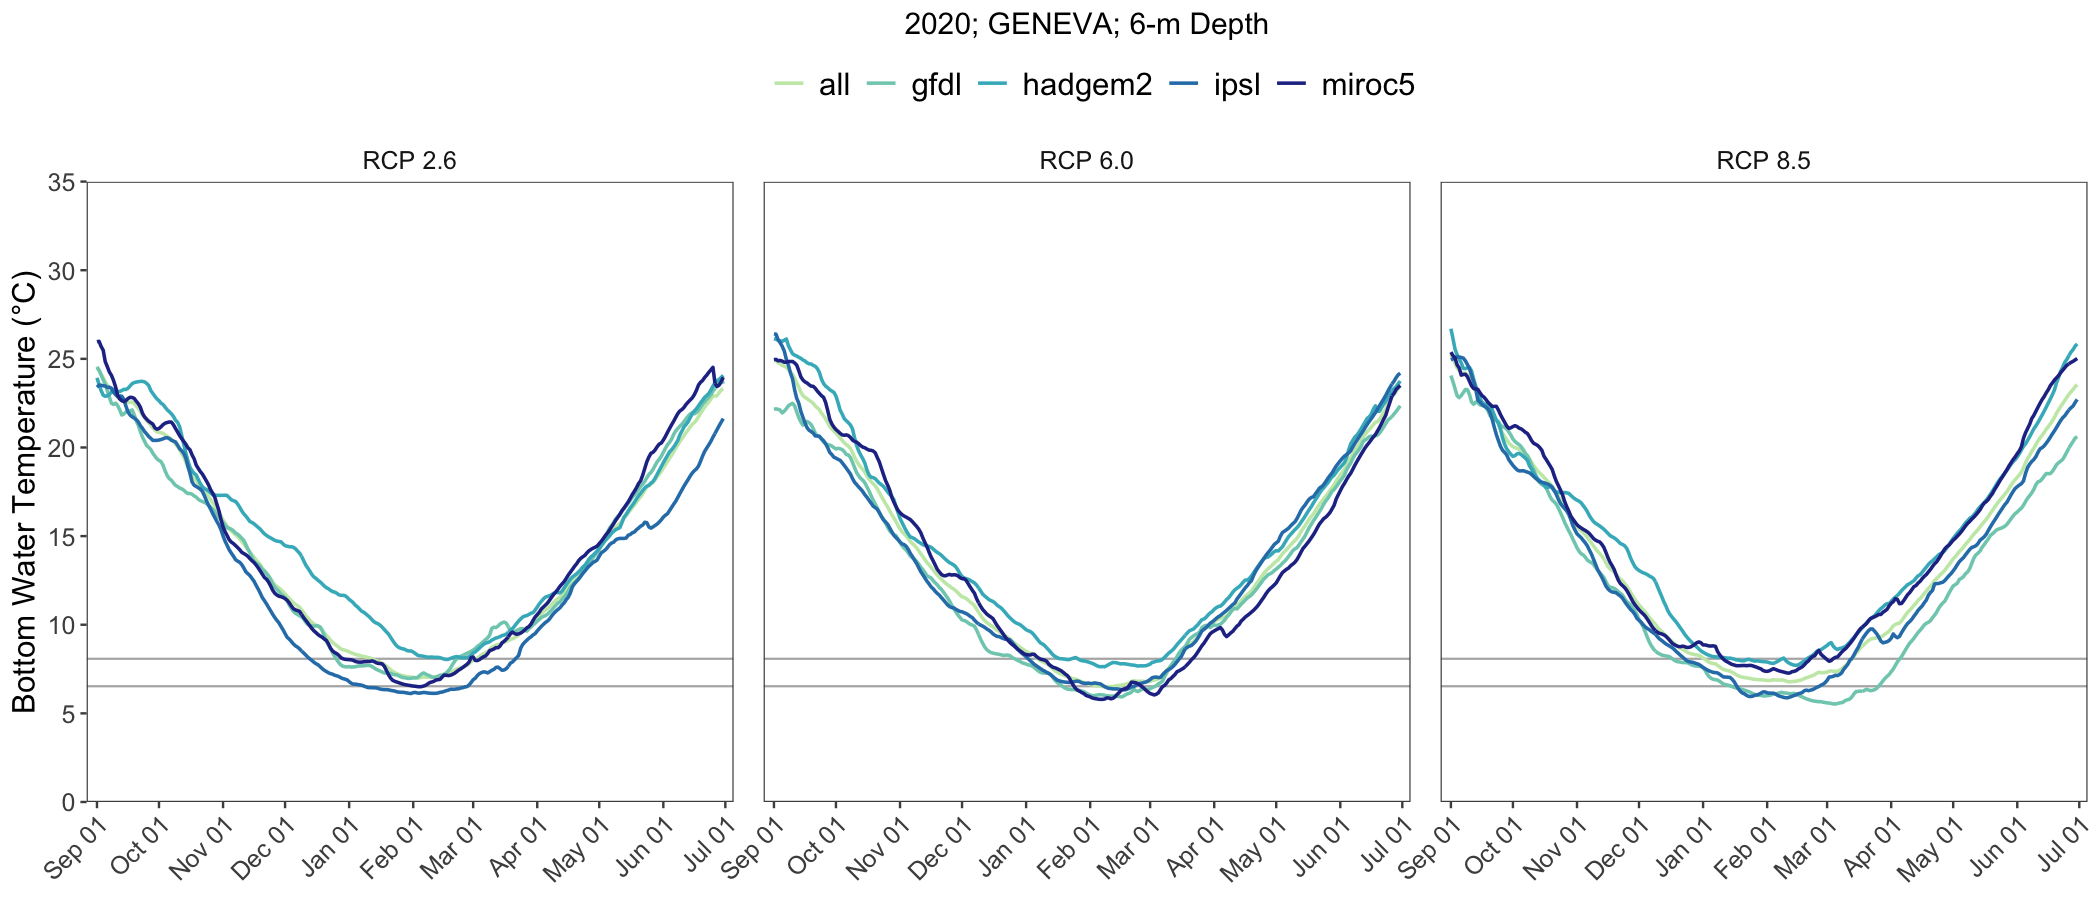 2020; GENEVA; 6-m Depth
all gfdl hadgem2 ipsl miroc5
RCP 2.6 RCP 6.0 RCP 8.5
Bottom Water Temperature (°C)
35
30
25
20
15
10
5
0
Sep 01 Oct 01 Nov 01 Dec 01 Jan 01 Feb 01 Mar 01 Apr 01 May 01 Jun 01 Jul 01 Sep 01 Oct 01 Nov 01 Dec 01 Jan 01 Feb 01 Mar 01 Apr 01 May 01 Jun 01 Jul 01 Sep 01 Oct 01 Nov 01 Dec 01 Jan 01 Feb 01 Mar 01 Apr 01 May 01 Jun 01 Jul 01